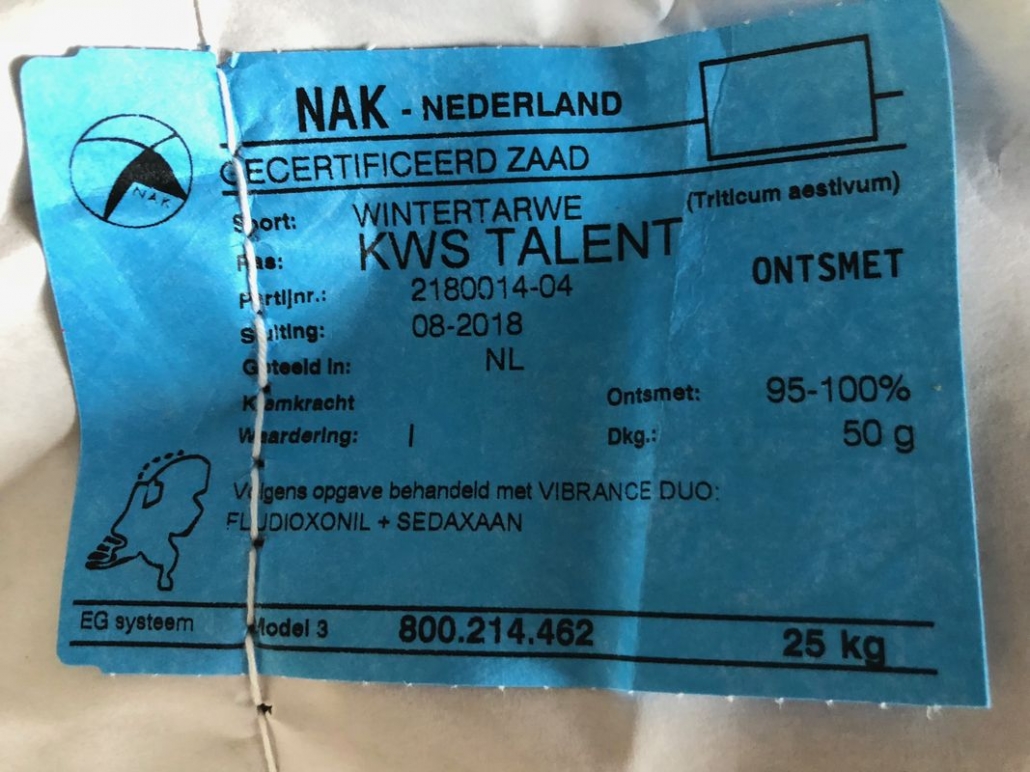 NAK - NEDERLAND
GECERTIFICEERD ZAAD
NAK
(Triticum aestivum)
Soort: WINTERTARWE
Ras: KWS TALENT
ONTSMET
Partijnr.: 2180014-04
Sluiting: 08-2018
Geteeld in: NL
Kiemkracht Ontsmet: 95-100%
Waardering: I Dkg.: 50 g
Volgens opgave behandeld met VIBRANCE DUO:
FLUDIOXONIL + SEDAXAAN
EG systeem Model 3 800.214.462 25 kg